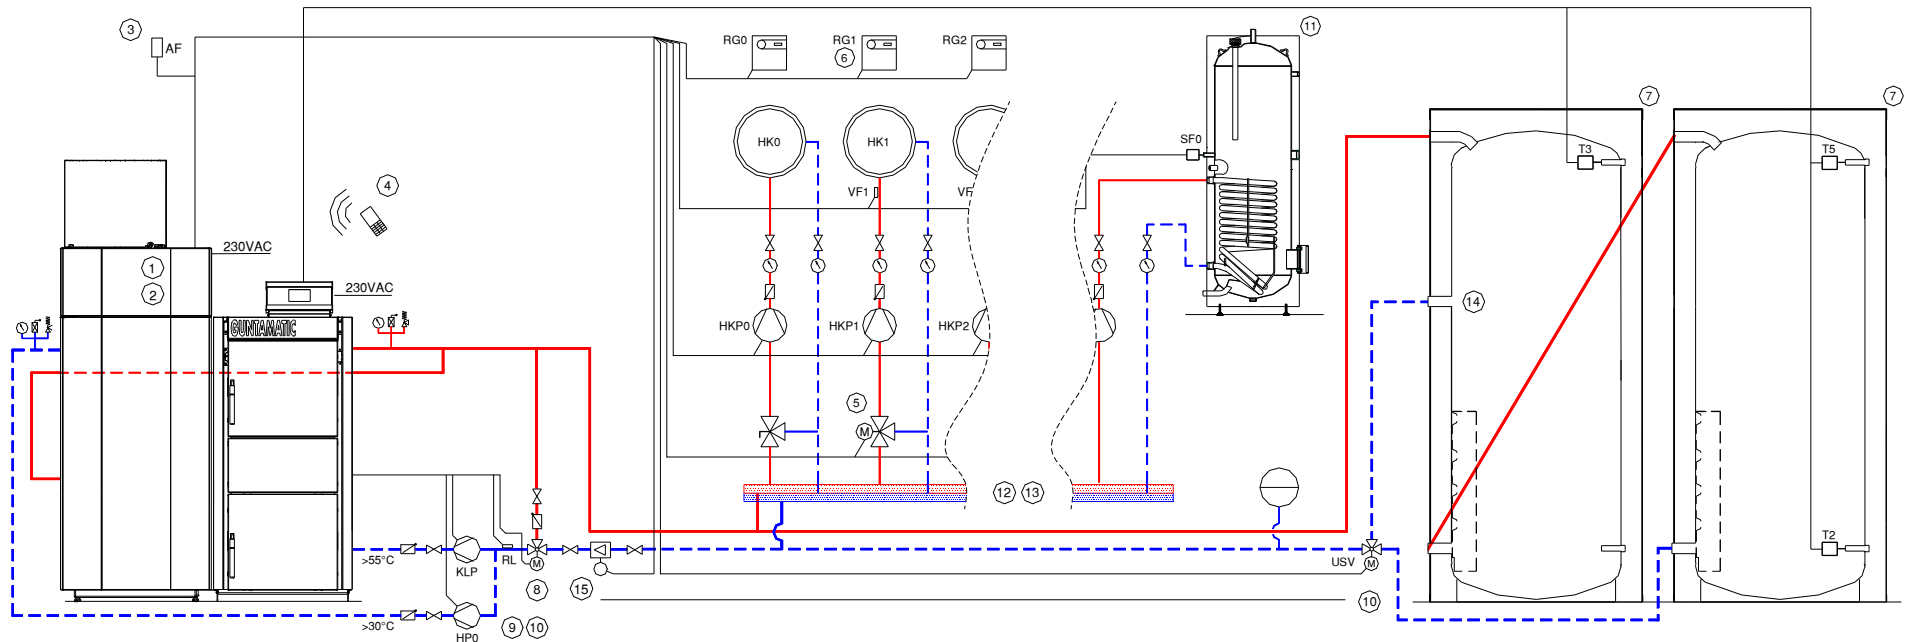 3
AF
RG0
RG1
6
RG2
11
7
7
HK0
HK1
SF0
T3
T5
4
VF1
VF
230VAC
1
2
230VAC
GUNTAMATIC
14
HKP0
HKP1
HKP2
5
M
12
13
>55°C
KLP
RL
M
8
15
USV
M
T2
10
>30°C
HP0
9
10